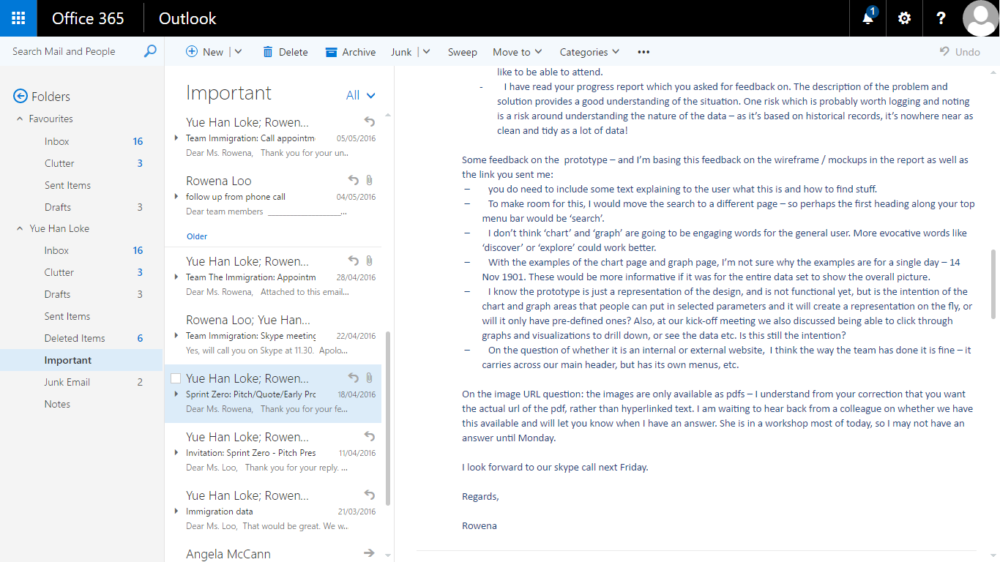 Office 365
Outlook
1
?
Search Mail and People
New
Delete
Archive
Junk
Sweep
Move to
Categories
•••
Undo
Folders
Favourites
Inbox 16
Clutter 3
Sent Items
Drafts 3
Yue Han Loke
Inbox 16
Clutter 3
Drafts 3
Sent Items
Deleted Items 6
Important
Junk Email 2
Notes
Important
All
Yue Han Loke; Rowen...
Team Immigration: Call appointm 05/05/2016
Dear Ms. Rowena, Thank you for your un..
Rowena Loo
follow up from phone call 04/05/2016
Dear team members ___________________...
Older
Yue Han Loke; Rowen...
Team The Immigration: Appointm 28/04/2016
Dear Ms. Rowena, Attached to this email...
Rowena Loo; Yue Han...
Team Immigration: Skype meeting 22/04/2016
Yes, will call you on Skype at 11.30. Apolo...
Yue Han Loke; Rowen...
Sprint Zero: Pitch/Quote/Early Prc 18/04/2016
Dear Ms. Rowena, Thank you for your fe...
Yue Han Loke; Rowen...
Invitation: Sprint Zero - Pitch Pres 11/04/2016
Dear Ms. Loo, Thank you for your reply. ...
Yue Han Loke; Rowen...
Immigration data 21/03/2016
Dear Ms. Loo, That would be great. We w...
Angela McCann
like to be able to attend.
- I have read your progress report which you asked for feedback on. The description of the problem and
solution provides a good understanding of the situation. One risk which is probably worth logging and noting
is a risk around understanding the nature of the data – as it’s based on historical records, it’s nowhere near as
clean and tidy as a lot of data!
Some feedback on the prototype – and I’m basing this feedback on the wireframe / mockups in the report as well as
the link you sent me:
– you do need to include some text explaining to the user what this is and how to find stuff.
– To make room for this, I would move the search to a different page – so perhaps the first heading along your top
menu bar would be ‘search’.
– I don’t think ‘chart’ and ‘graph’ are going to be engaging words for the general user. More evocative words like
‘discover’ or ‘explore’ could work better.
– With the examples of the chart page and graph page, I’m not sure why the examples are for a single day – 14
Nov 1901. These would be more informative if it was for the entire data set to show the overall picture.
– I know the prototype is just a representation of the design, and is not functional yet, but is the intention of the
chart and graph areas that people can put in selected parameters and it will create a representation on the fly, or
will it only have pre-defined ones? Also, at our kick-off meeting we also discussed being able to click through
graphs and visualizations to drill down, or see the data etc. Is this still the intention?
– On the question of whether it is an internal or external website, I think the way the team has done it is fine – it
carries across our main header, but has its own menus, etc.
On the image URL question: the images are only available as pdfs – I understand from your correction that you want
the actual url of the pdf, rather than hyperlinked text. I am waiting to hear back from a colleague on whether we have
this available and will let you know when I have an answer. She is in a workshop most of today, so I may not have an
answer until Monday.
I look forward to our skype call next Friday.
Regards,
Rowena